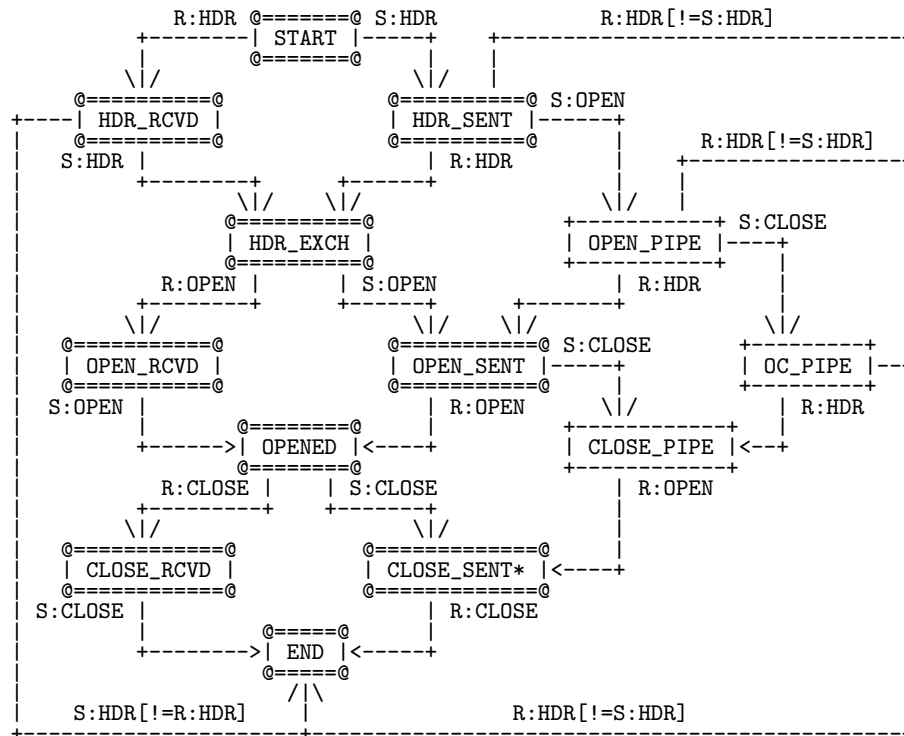 R:HDR @=======@ S:HDR R:HDR[!=S:HDR]
+--------| START |-----+ +--------------------------------
| @=======@ | |
\|/ \|/ |
@==========@ @==========@ S:OPEN
+----| HDR_RCVD | | HDR_SENT |------+
| @==========@ @==========@ | R:HDR[!=S:HDR]
| S:HDR | | R:HDR | +-----------------
| +--------+ +------+ | |
| \|/ \|/ \|/ |
| @==========@ +-----------+ S:CLOSE
| | HDR_EXCH | | OPEN_PIPE |----+
| @==========@ +-----------+ |
| R:OPEN | | S:OPEN | R:HDR |
| +--------+ +------+ +-------+ |
| \|/ \|/ \|/ \|/
| @===========@ @===========@ S:CLOSE +---------+
| | OPEN_RCVD | | OPEN_SENT |-----+ | OC_PIPE |--
| @===========@ @===========@ | +---------+
| S:OPEN | | R:OPEN \|/ | R:HDR
| | @========@ | +------------+ |
| +----->| OPENED |<----+ | CLOSE_PIPE |<--+
| @========@ +------------+
| R:CLOSE | | S:CLOSE | R:OPEN
| +---------+ +-------+ |
| \|/ \|/ |
| @============@ @=============@ |
| | CLOSE_RCVD | | CLOSE_SENT* |<----+
| @============@ @=============@
| S:CLOSE | | R:CLOSE
| | @=====@ |
| +-------->| END |<-----+
| @=====@
| /|\
| S:HDR[!=R:HDR] | R:HDR[!=S:HDR]
+----------------------+-----------------------------------------------